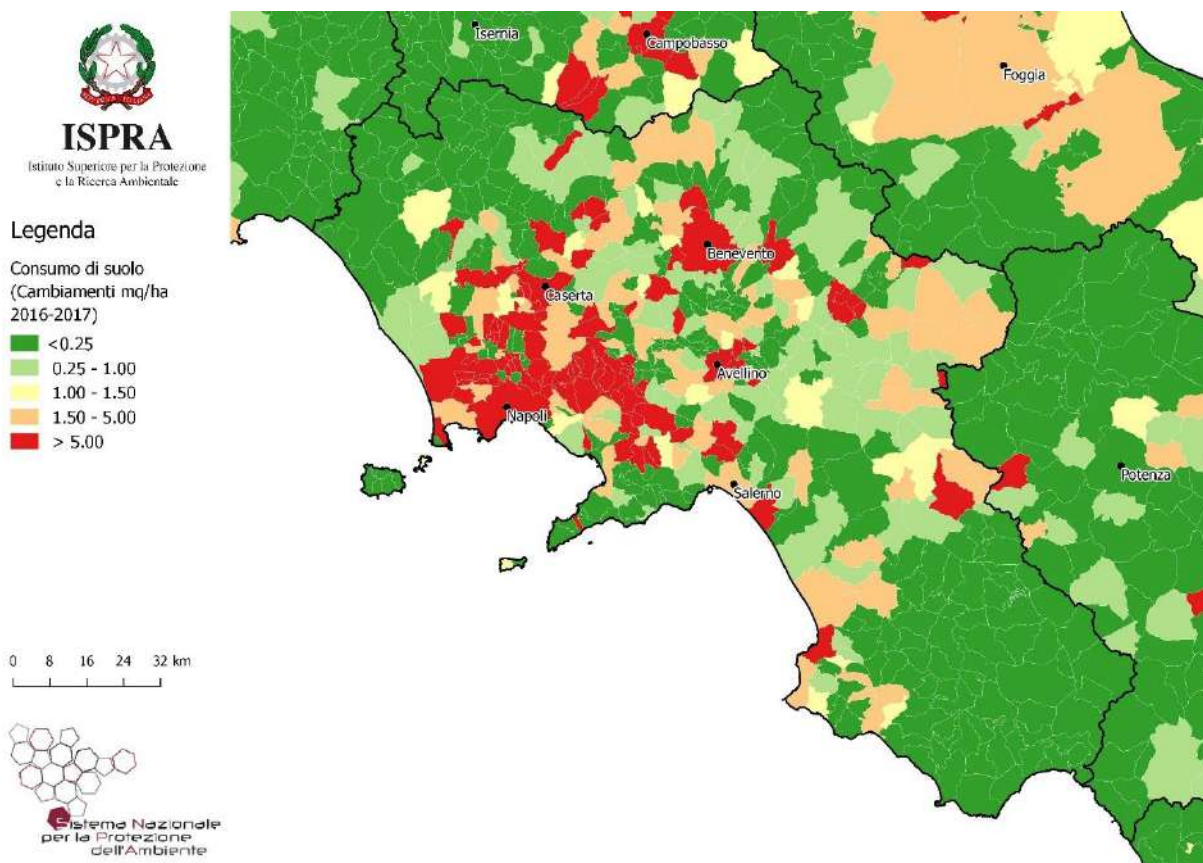 ISPRA
Istituto Superiore per la Protezione
e la Ricerca Ambientale
Legenda
Consumo di suolo
(Cambiamenti mq/ha
2016-2017)
<0.25
0.25 - 1.00
1.00 - 1.50
1.50 - 5.00
> 5.00
0 8 16 24 32 km
Sistema Nazionale
per la Protezione
dell'Ambiente
Isernia
Campobasso
Foggia
Benevento
Caserta
Avellino
Napoli
Salerno
Potenza